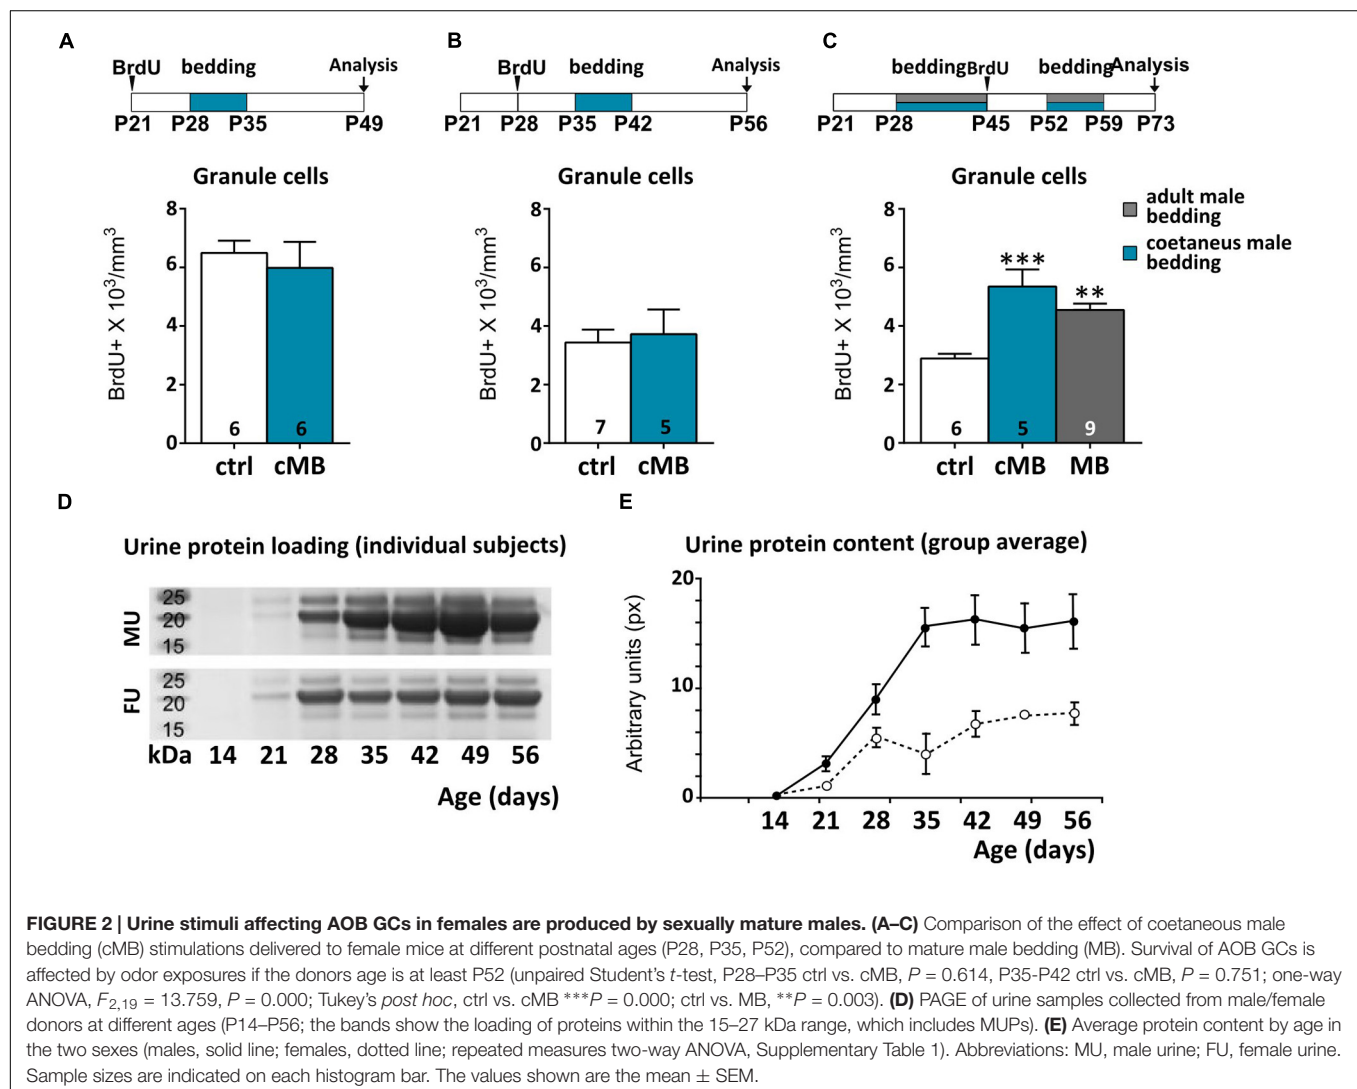 A
BrdU bedding Analysis
P21 P28 P35 P49
Granule cells
BrdU+ X 10³/mm³
8
6
4
2
0
6 6
ctrl cMB
B
BrdU bedding Analysis
P21 P28 P35 P42 P56
Granule cells
BrdU+ X 10³/mm³
8
6
4
2
0
7 5
ctrl cMB
C
bedding BrdU bedding Analysis
P21 P28 P45 P52 P59 P73
Granule cells
BrdU+ X 10³/mm³
8
6
4
2
0
*** **
6 5 9
ctrl cMB MB
adult male
bedding
coetaneus male
bedding
D
Urine protein loading (individual subjects)
MU
25
20
15
FU
25
20
15
kDa 14 21 28 35 42 49 56
Age (days)
E
Urine protein content (group average)
Arbitrary units (px)
20
10
0
14 21 28 35 42 49 56
Age (days)
FIGURE 2 | Urine stimuli affecting AOB GCs in females are produced by sexually mature males. (A–C) Comparison of the effect of coetaneous male
bedding (cMB) stimulations delivered to female mice at different postnatal ages (P28, P35, P52), compared to mature male bedding (MB). Survival of AOB GCs is
affected by odor exposures if the donors age is at least P52 (unpaired Student's t-test, P28–P35 ctrl vs. cMB, P = 0.614, P35-P42 ctrl vs. cMB, P = 0.751; one-way
ANOVA, F2,19 = 13.759, P = 0.000; Tukey's post hoc, ctrl vs. cMB ***P = 0.000; ctrl vs. MB, **P = 0.003). (D) PAGE of urine samples collected from male/female
donors at different ages (P14–P56; the bands show the loading of proteins within the 15–27 kDa range, which includes MUPs). (E) Average protein content by age in
the two sexes (males, solid line; females, dotted line; repeated measures two-way ANOVA, Supplementary Table 1). Abbreviations: MU, male urine; FU, female urine.
Sample sizes are indicated on each histogram bar. The values shown are the mean ± SEM.